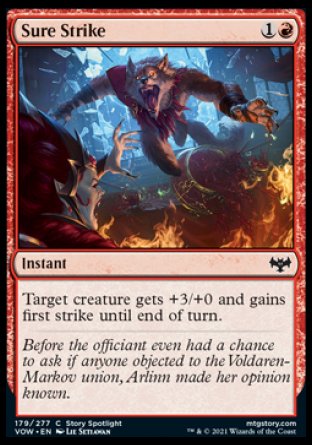 Sure Strike 1
Instant
Target creature gets +3/+0 and gains
first strike until end of turn.
Before the officiant even had a chance
to ask if anyone objected to the Voldaren-
Markov union, Arlinn made her opinion
known.
179/277 C Story Spotlight mtgstory.com
VOW • EN Lie Setiawan ™ & © 2021 Wizards of the Coast